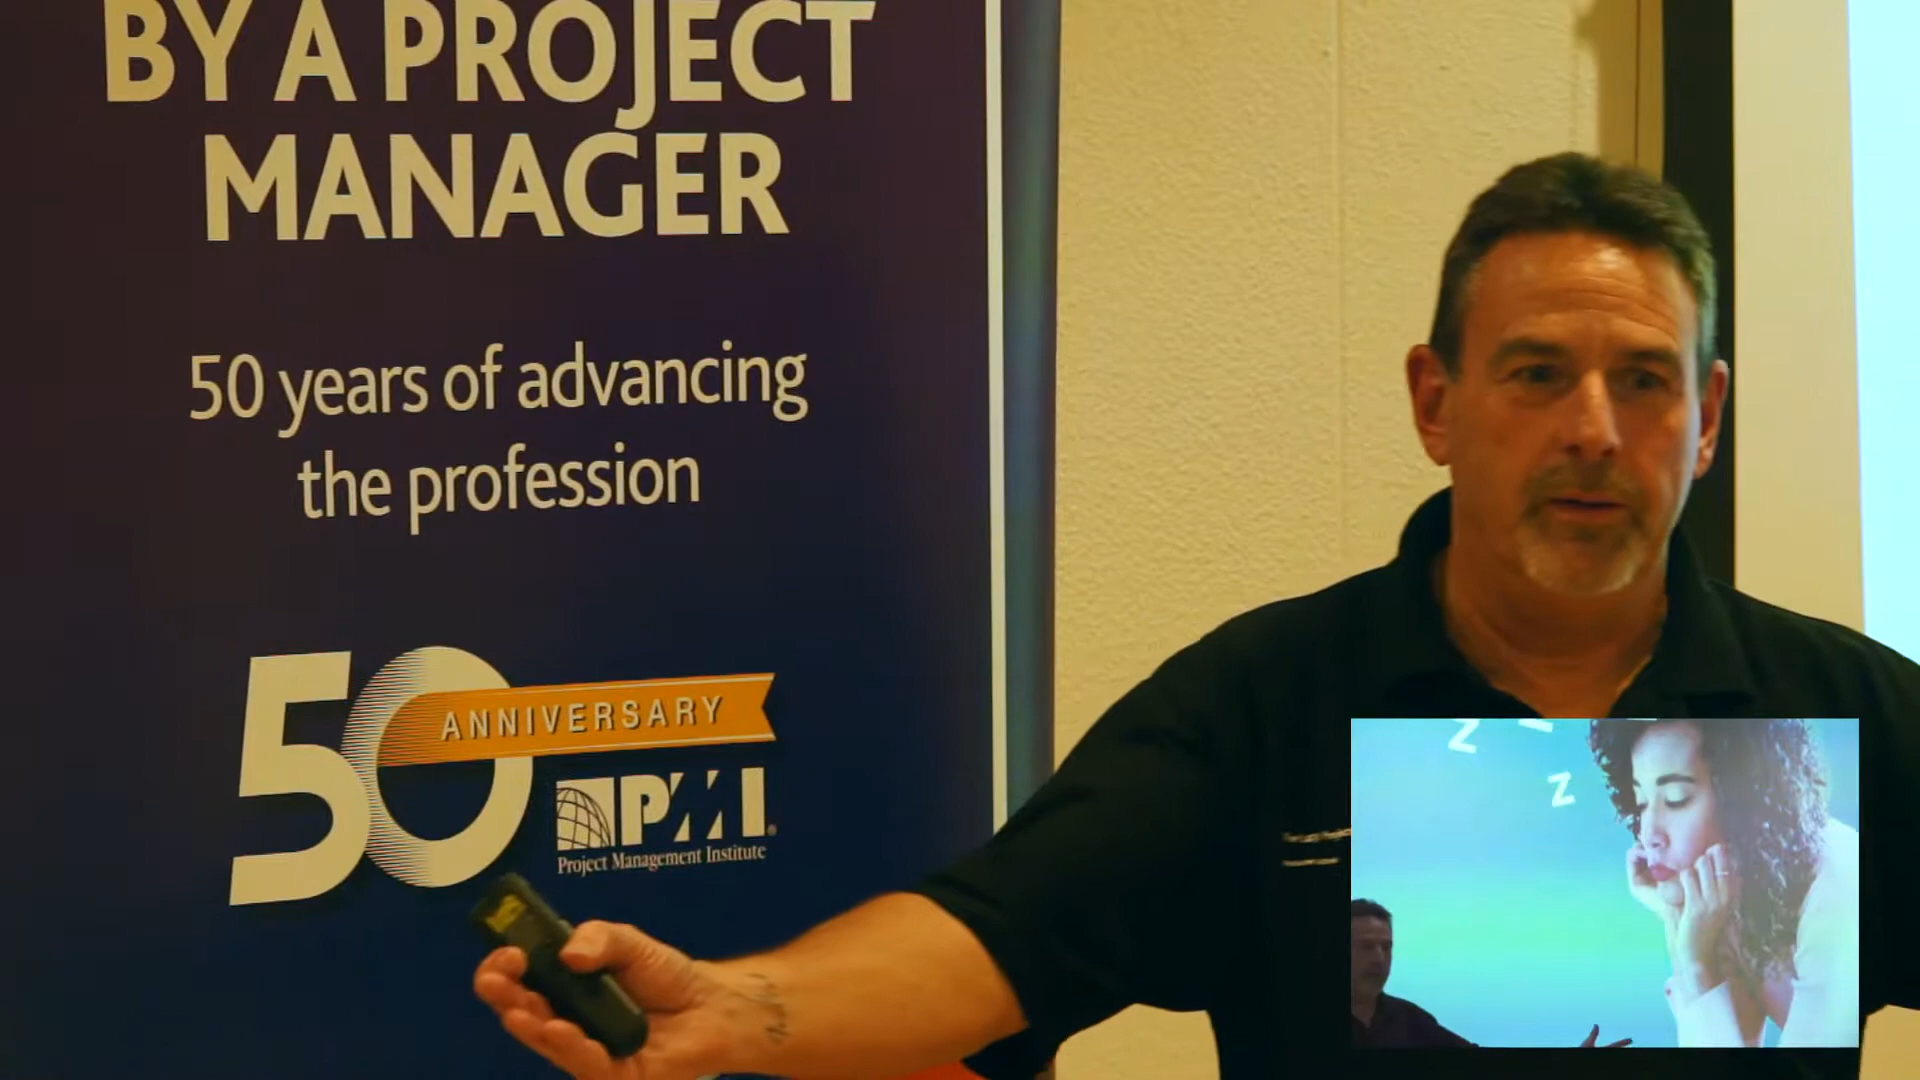 BY A PROJECT
MANAGER
50 years of advancing
the profession
50
ANNIVERSARY
PMI®
Project Management Institute
Z
Z